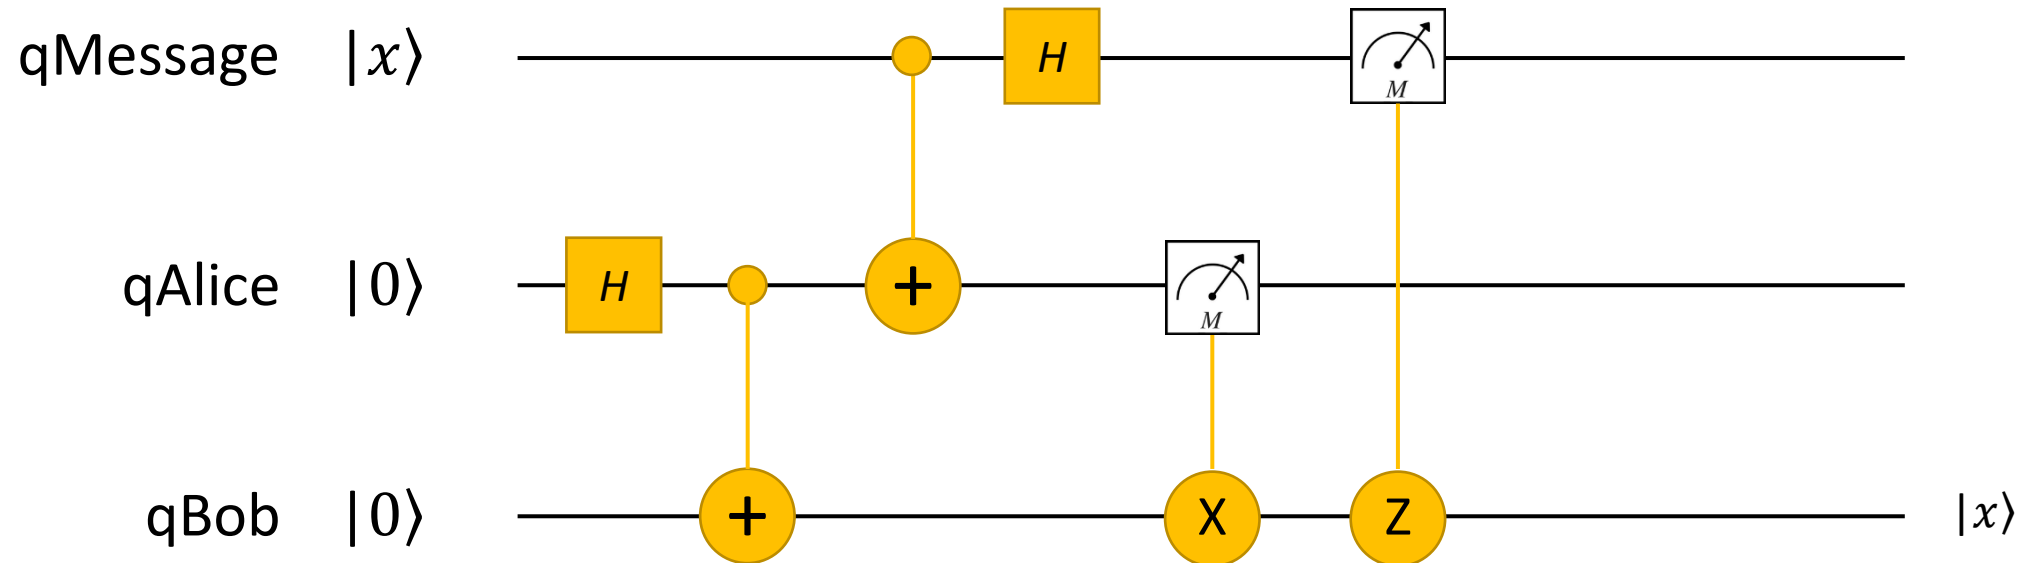 qMessage |x⟩ H M
qAlice |0⟩ H + M
qBob |0⟩ + X Z |x⟩